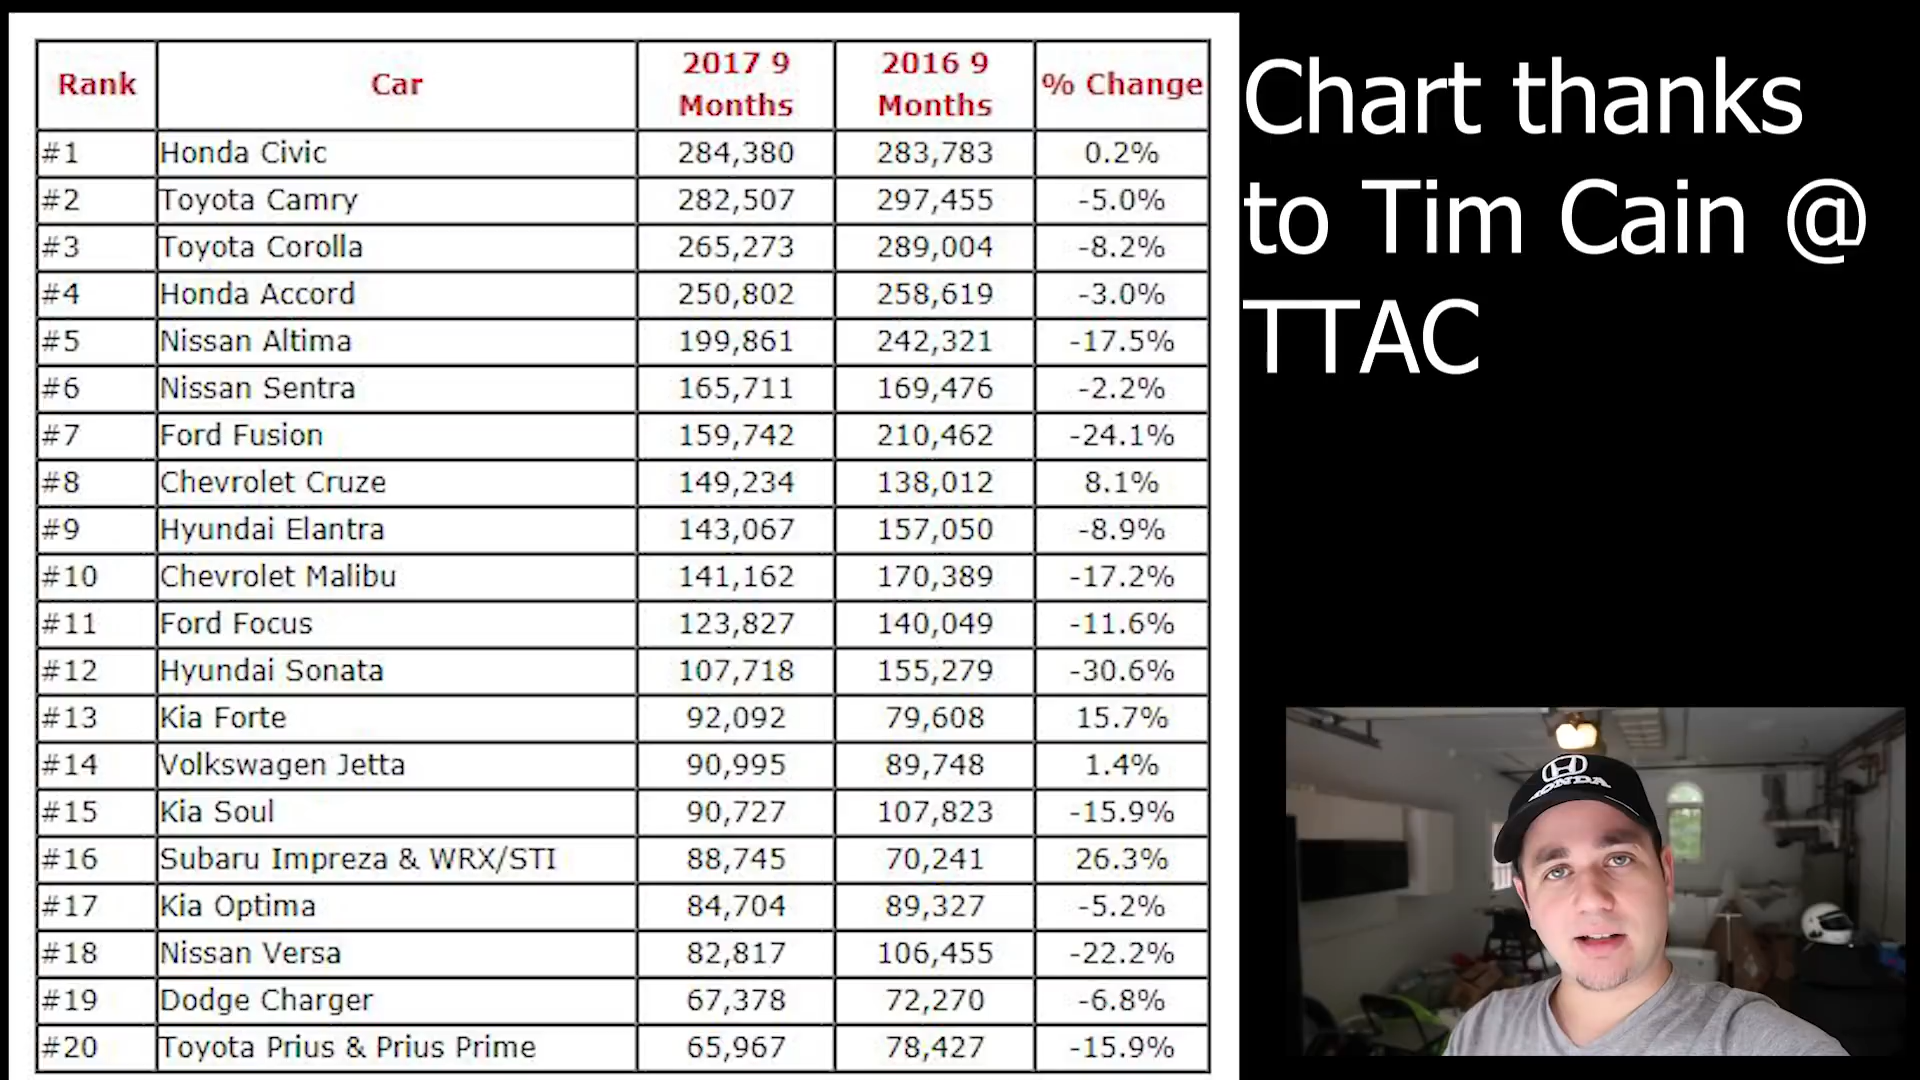 Rank Car 2017 9 Months 2016 9 Months % Change
#1 Honda Civic 284,380 283,783 0.2%
#2 Toyota Camry 282,507 297,455 -5.0%
#3 Toyota Corolla 265,273 289,004 -8.2%
#4 Honda Accord 250,802 258,619 -3.0%
#5 Nissan Altima 199,861 242,321 -17.5%
#6 Nissan Sentra 165,711 169,476 -2.2%
#7 Ford Fusion 159,742 210,462 -24.1%
#8 Chevrolet Cruze 149,234 138,012 8.1%
#9 Hyundai Elantra 143,067 157,050 -8.9%
#10 Chevrolet Malibu 141,162 170,389 -17.2%
#11 Ford Focus 123,827 140,049 -11.6%
#12 Hyundai Sonata 107,718 155,279 -30.6%
#13 Kia Forte 92,092 79,608 15.7%
#14 Volkswagen Jetta 90,995 89,748 1.4%
#15 Kia Soul 90,727 107,823 -15.9%
#16 Subaru Impreza & WRX/STI 88,745 70,241 26.3%
#17 Kia Optima 84,704 89,327 -5.2%
#18 Nissan Versa 82,817 106,455 -22.2%
#19 Dodge Charger 67,378 72,270 -6.8%
#20 Toyota Prius & Prius Prime 65,967 78,427 -15.9%
Chart thanks
to Tim Cain @
TTAC
HONDA